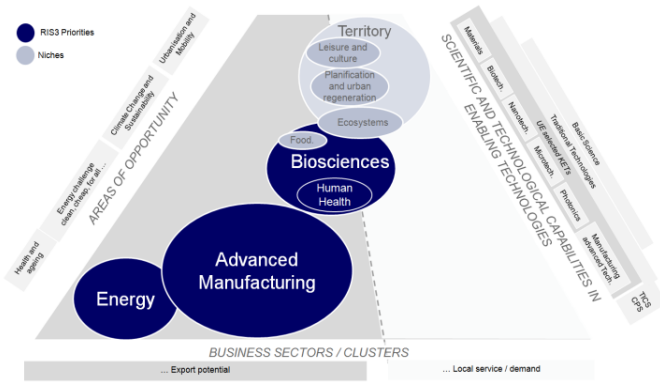 RIS3 Priorities
Niches
Urbanisation and
Mobility
Climate Change and
Sustainability
Energy challenge
clean, cheap, for all …
Health and
ageing
AREAS OF OPPORTUNITY
Territory
Leisure and
culture
Planification and
urban
regeneration
Ecosystems
Food.
Biosciences
Human
Health
Advanced
Manufacturing
Energy
SCIENTIFIC AND TECHNOLOGICAL CAPABILITIES IN
ENABLING TECHNOLOGIES
Materials
Biotech.
Nanotech.
Microtech.
Photonics
Manufacturing
advanced Tech.
UE selected KETs
Traditional Technologies
Basic Science
TICS
CPS
BUSINESS SECTORS / CLUSTERS
… Export potential
… Local service / demand